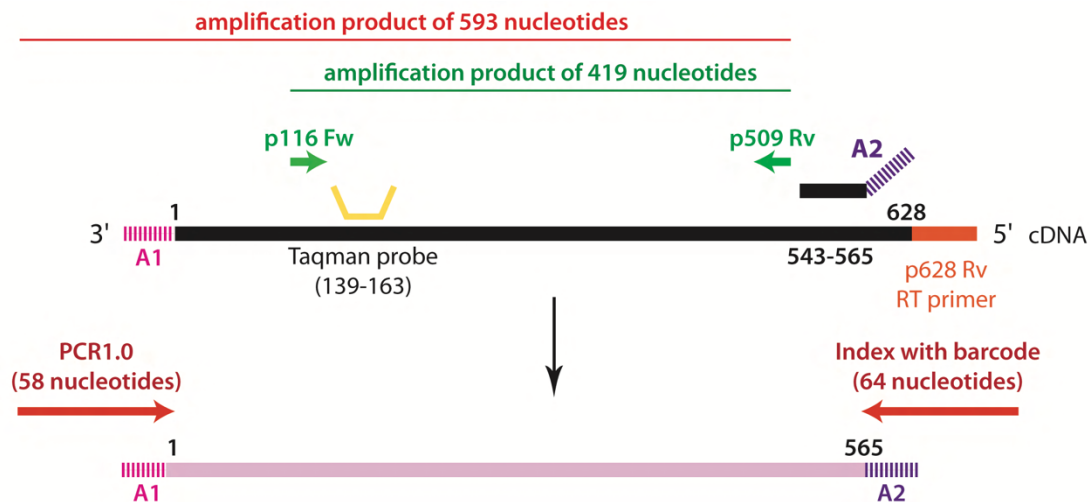 amplification product of 593 nucleotides
amplification product of 419 nucleotides
p116 Fw
p509 Rv
A2
1
628
3'
5'
cDNA
A1
Taqman probe
(139-163)
543-565
p628 Rv
RT primer
PCR1.0
(58 nucleotides)
Index with barcode
(64 nucleotides)
1
565
A1
A2